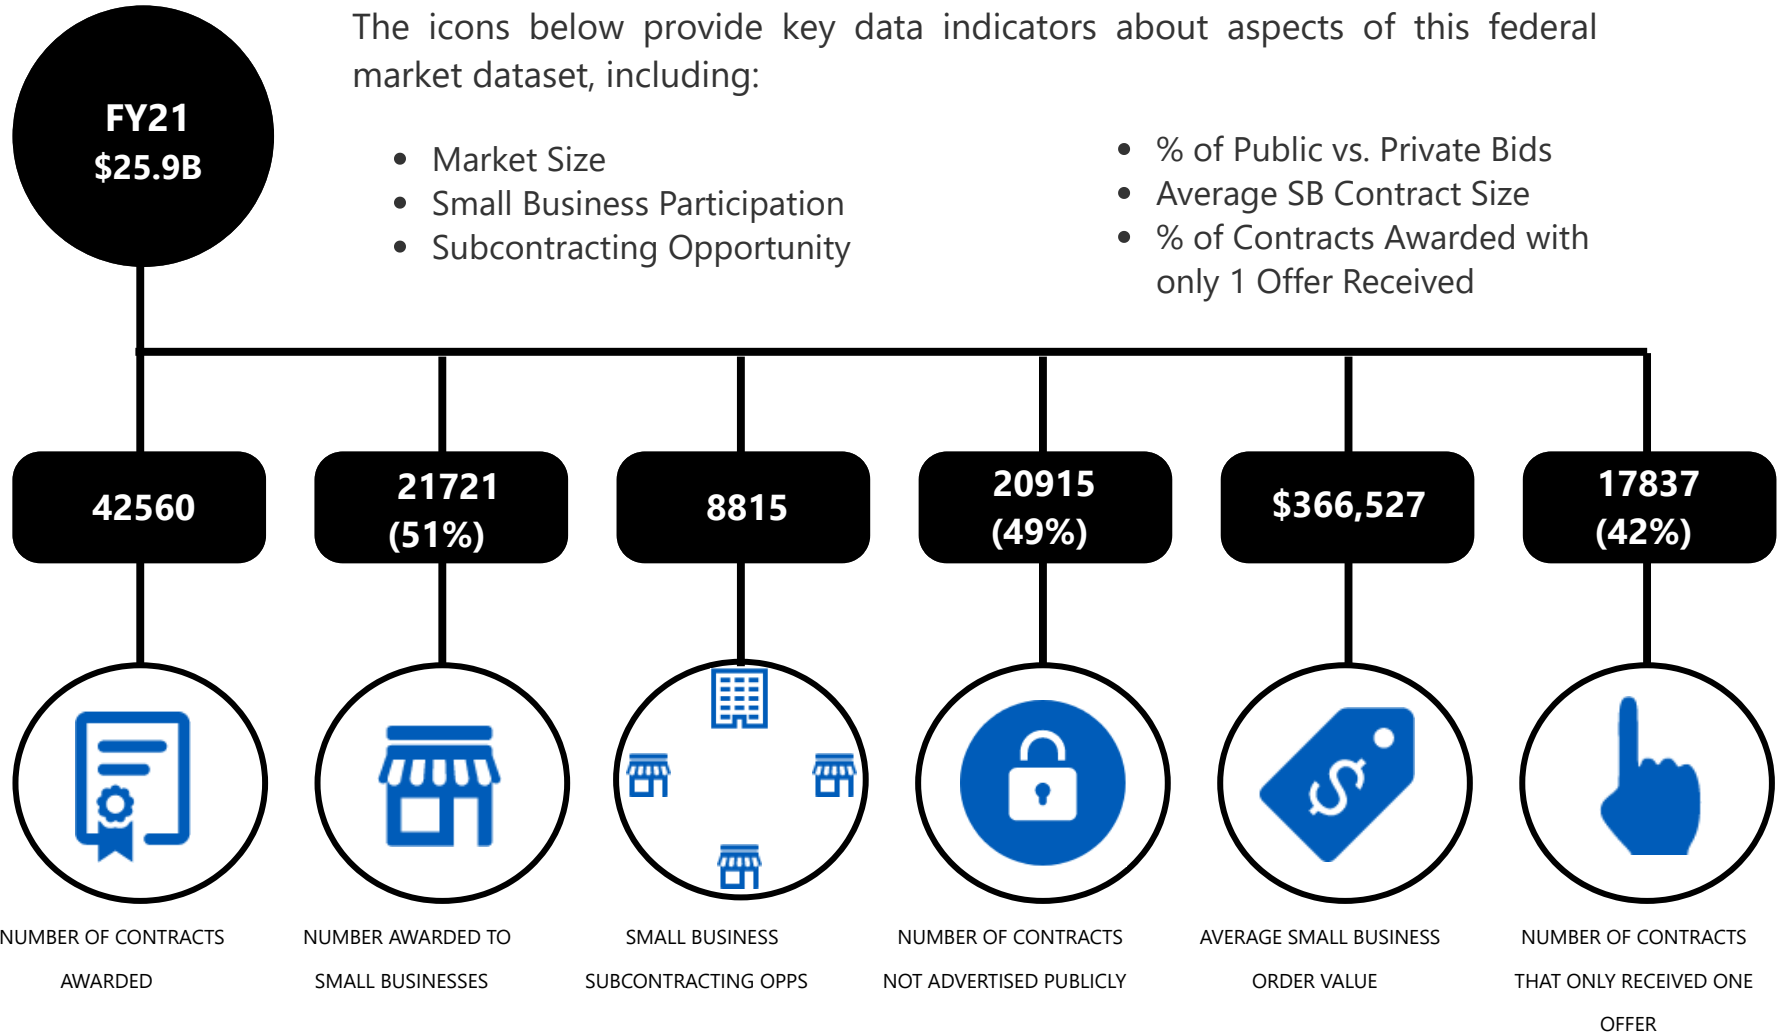 The icons below provide key data indicators about aspects of this federal
market dataset, including:
FY21
$25.9B
• Market Size
• Small Business Participation
• Subcontracting Opportunity
• % of Public vs. Private Bids
• Average SB Contract Size
• % of Contracts Awarded with
only 1 Offer Received
42560
21721
(51%)
8815
20915
(49%)
$366,527
17837
(42%)
$
NUMBER OF CONTRACTS
AWARDED
NUMBER AWARDED TO
SMALL BUSINESSES
SMALL BUSINESS
SUBCONTRACTING OPPS
NUMBER OF CONTRACTS
NOT ADVERTISED PUBLICLY
AVERAGE SMALL BUSINESS
ORDER VALUE
NUMBER OF CONTRACTS
THAT ONLY RECEIVED ONE
OFFER